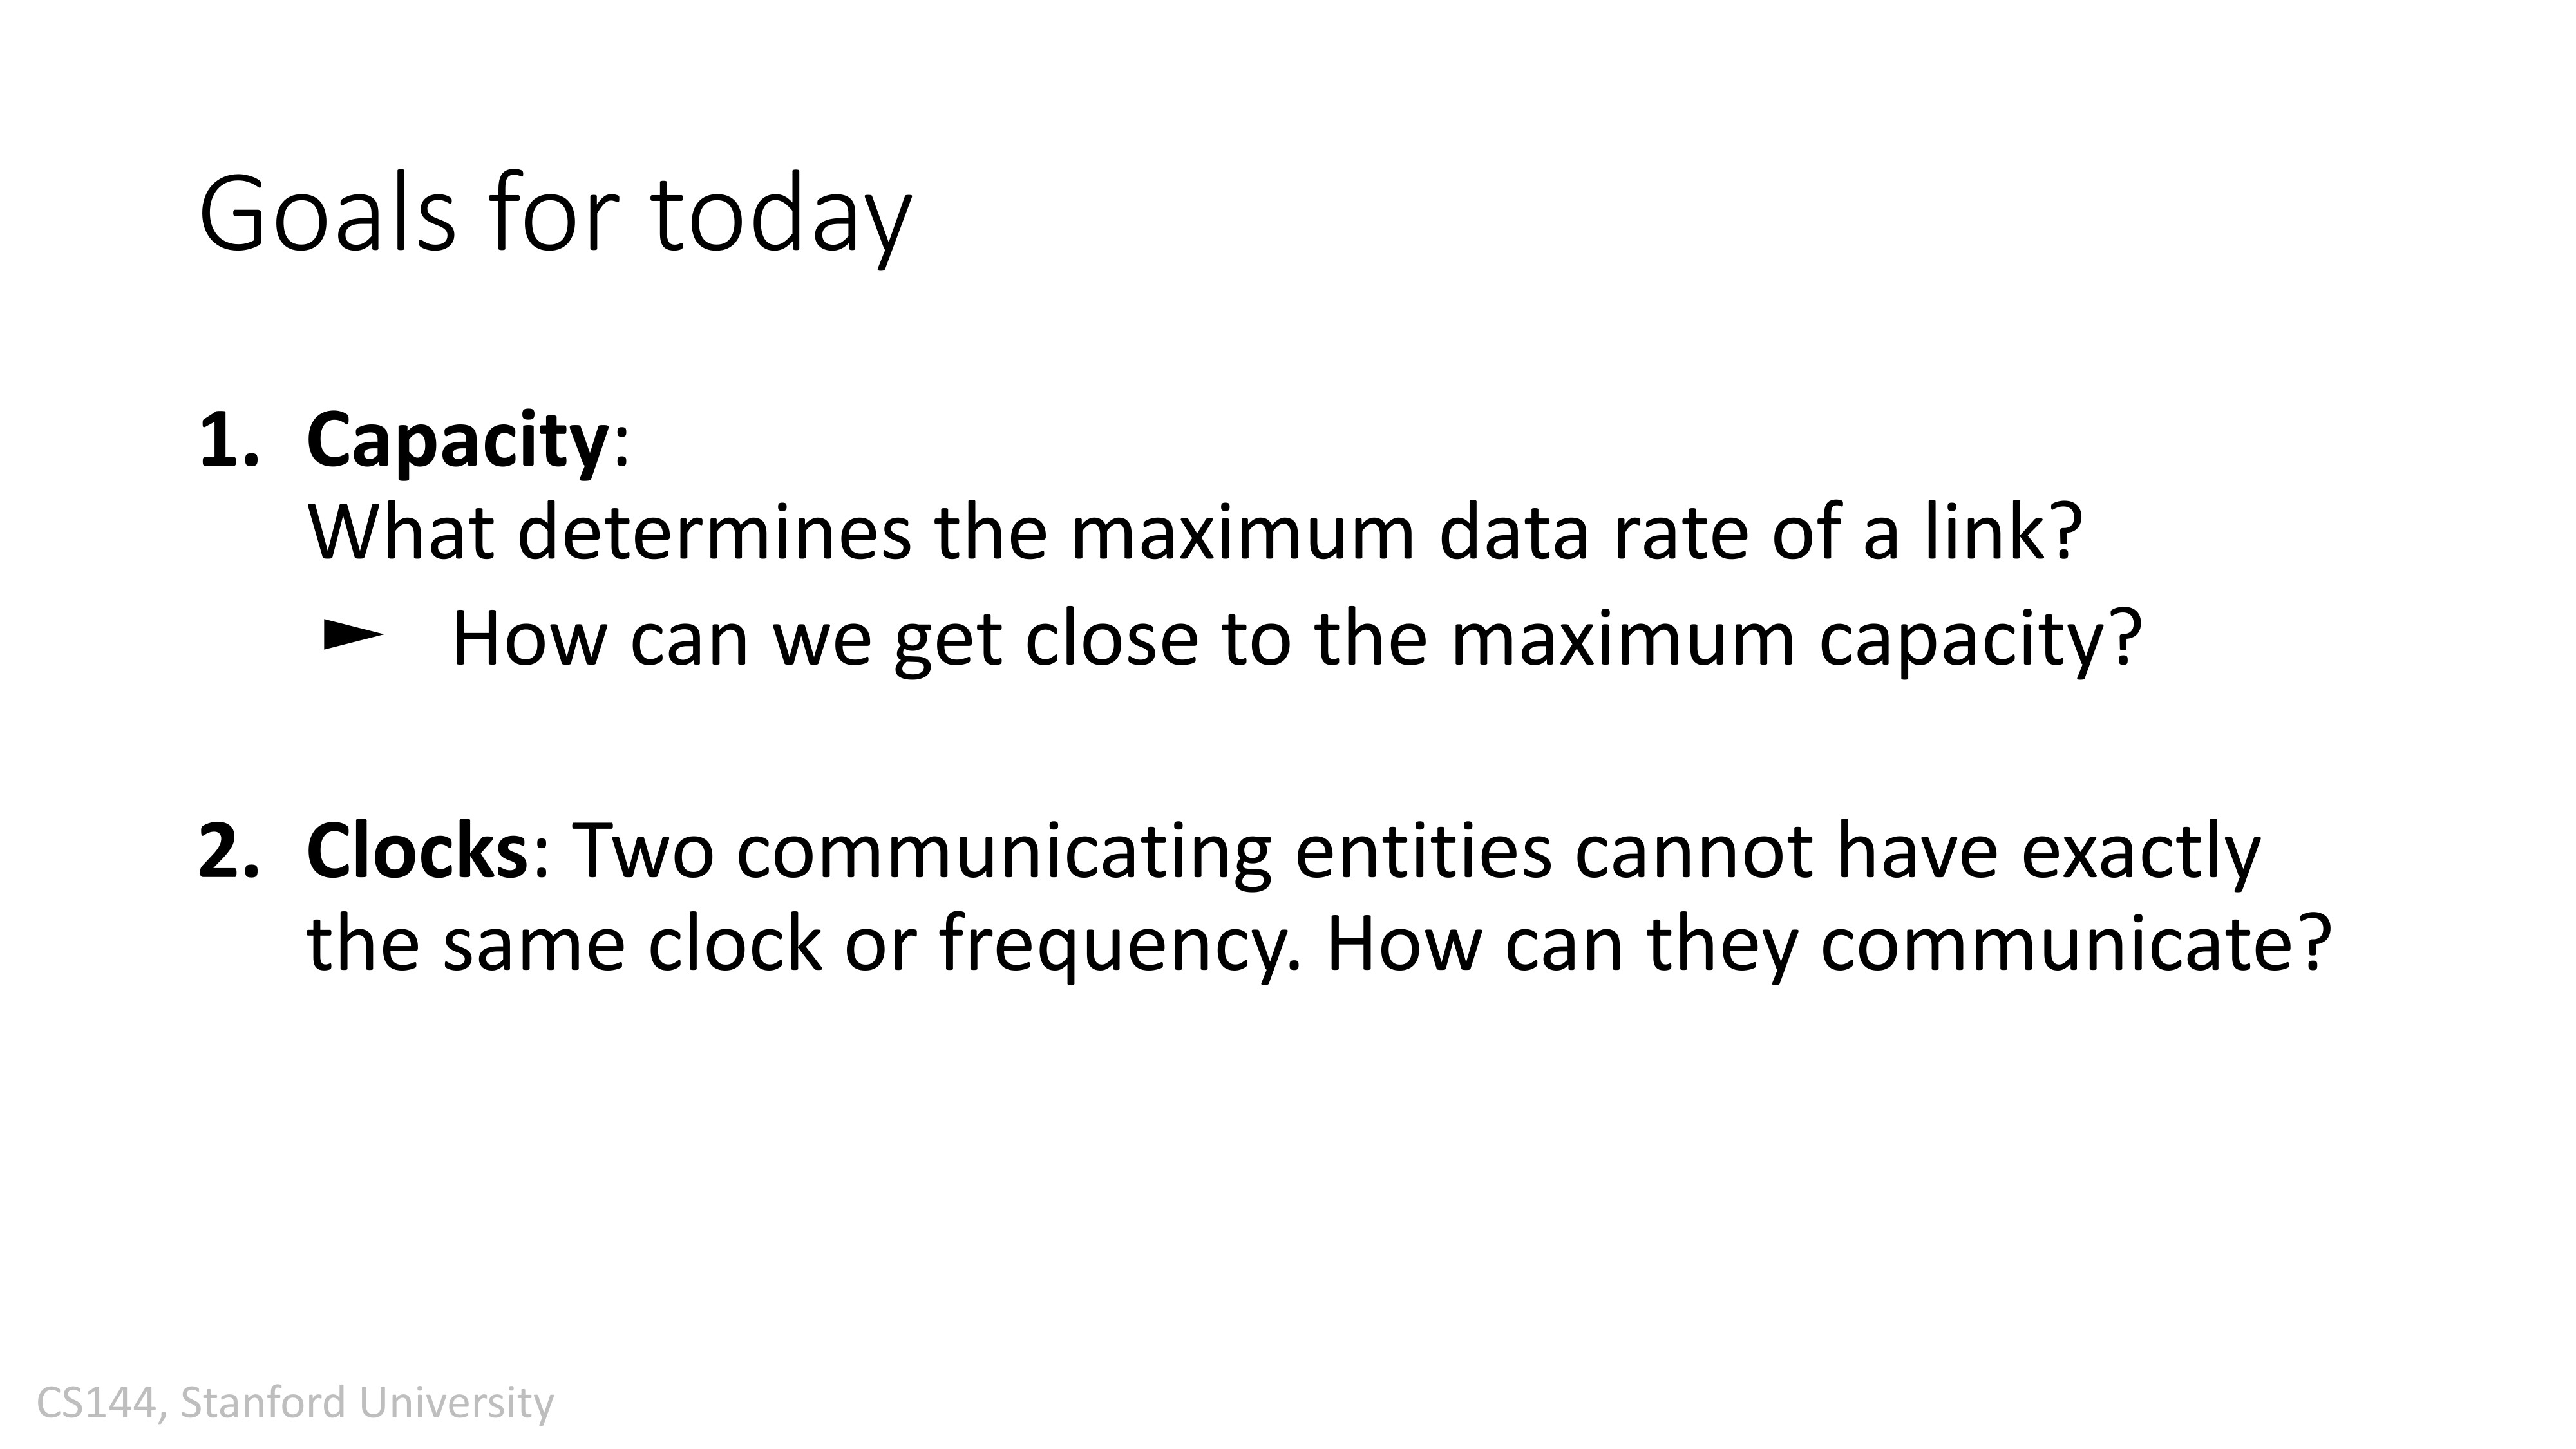 Goals for today
1. Capacity:
What determines the maximum data rate of a link?
► How can we get close to the maximum capacity?
2. Clocks: Two communicating entities cannot have exactly
the same clock or frequency. How can they communicate?
CS144, Stanford University